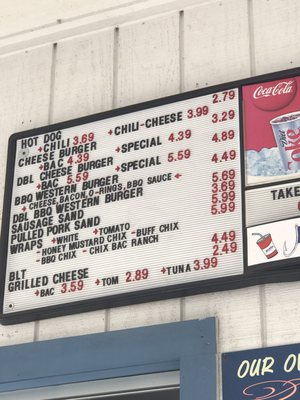 HOT DOG 2.79
+CHILI 3.69 +CHILI-CHEESE 3.99
CHEESE BURGER 3.29
+BAC 4.39 +SPECIAL 4.39
DBL CHEESE BURGER 4.89
+BAC 5.59 +SPECIAL 5.59
BBQ WESTERN BURGER 4.49
+CHEESE, BACON, O-RINGS, BBQ SAUCE
DBL BBQ WESTERN BURGER 5.69
SAUSAGE SAND 3.69
PULLED PORK SAND 5.99
WRAPS +WHITE +TOMATO 5.99
-HONEY MUSTARD CHIX -BUFF CHIX
-BBQ CHIX -CHIX BAC RANCH
BLT 4.49
GRILLED CHEESE 2.49
+BAC 3.59 +TOM 2.89 +TUNA 3.99
Coca-Cola
Diet
TAKE
OUR O